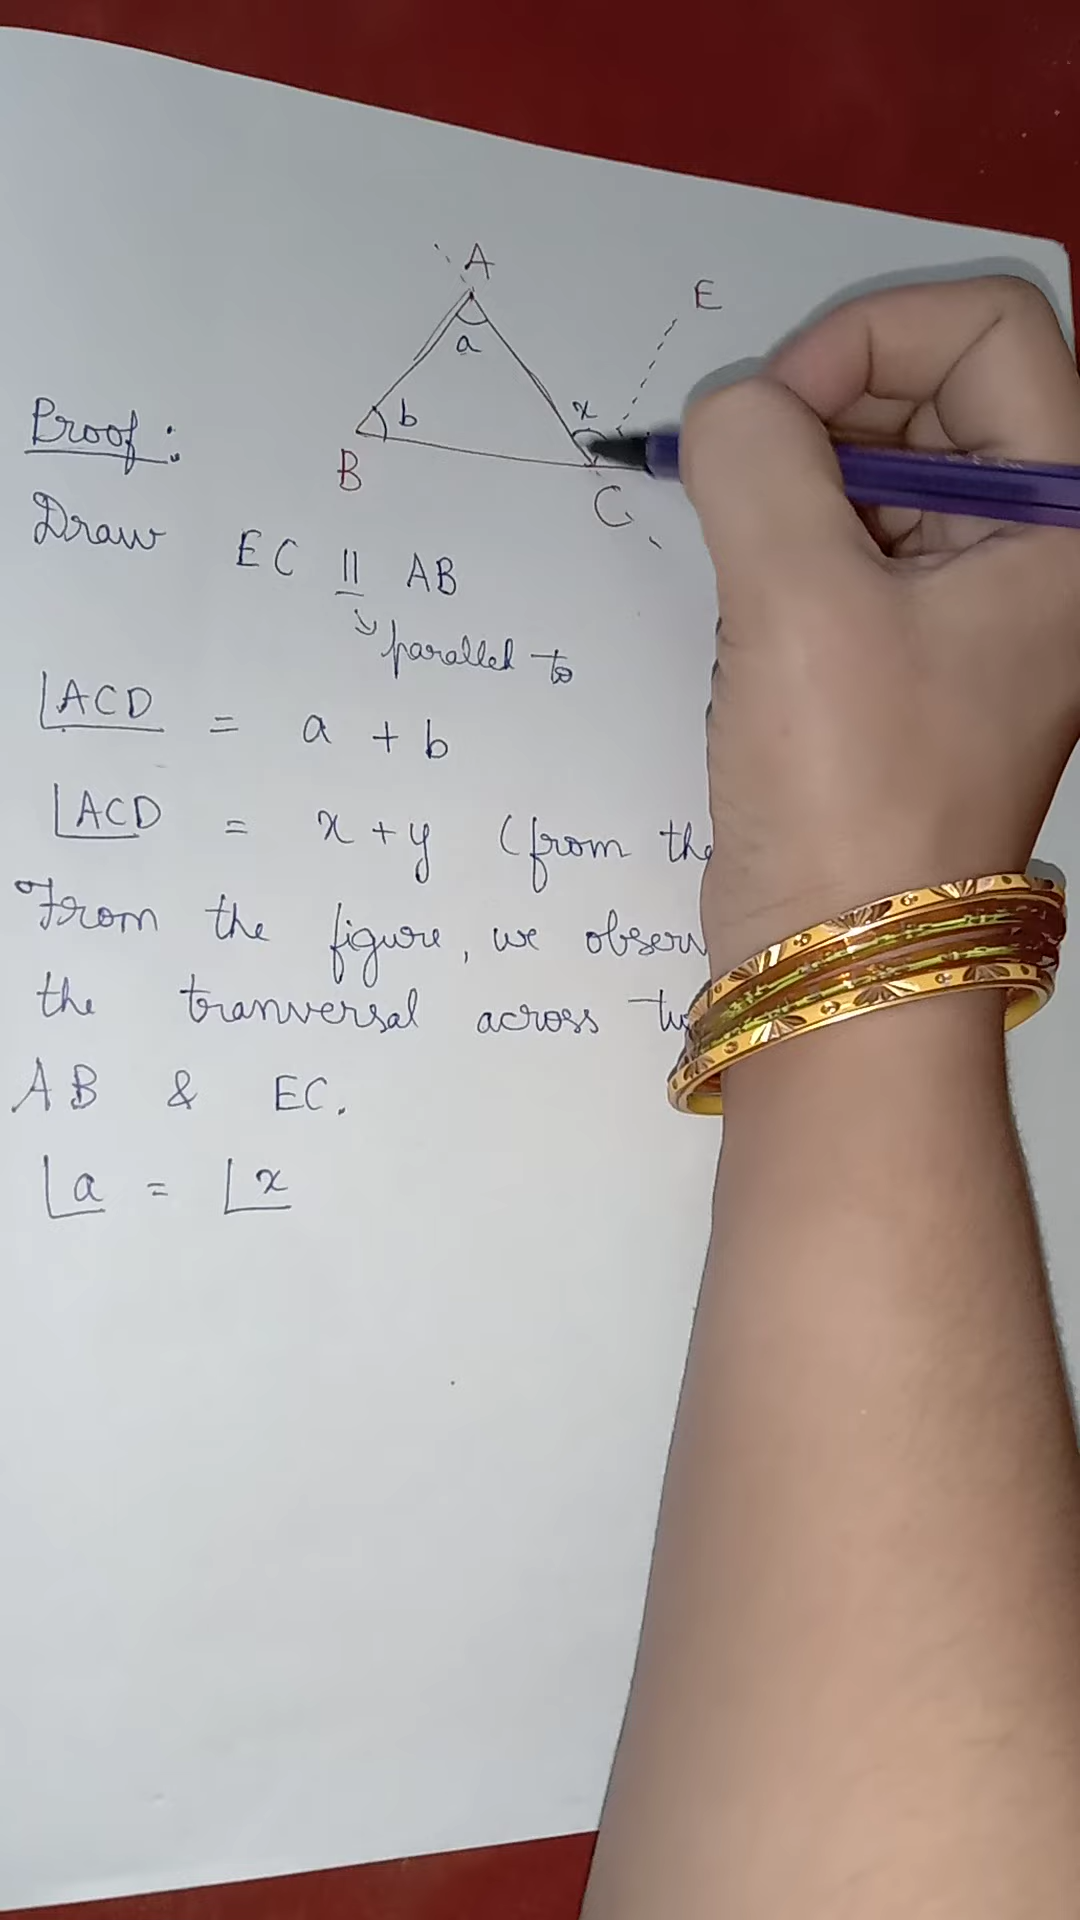 A
E
a
x
b
B
C
Proof:
Draw EC || AB
parallel to
∠ACD = a + b
∠ACD = x + y (from the
From the figure, we observ
the tranversal across
AB & EC.
∠a = ∠x